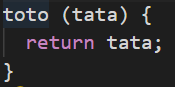 toto (tata) {
  return tata;
}